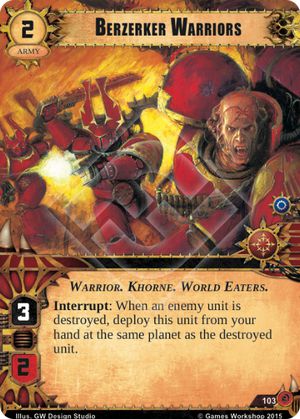 2
BERZERKER WARRIORS
ARMY
WARRIOR. KHORNE. WORLD EATERS.
3
Interrupt: When an enemy unit is
destroyed, deploy this unit from your
hand at the same planet as the destroyed
unit.
2
103
Illus. GW Design Studio
© Games Workshop 2015